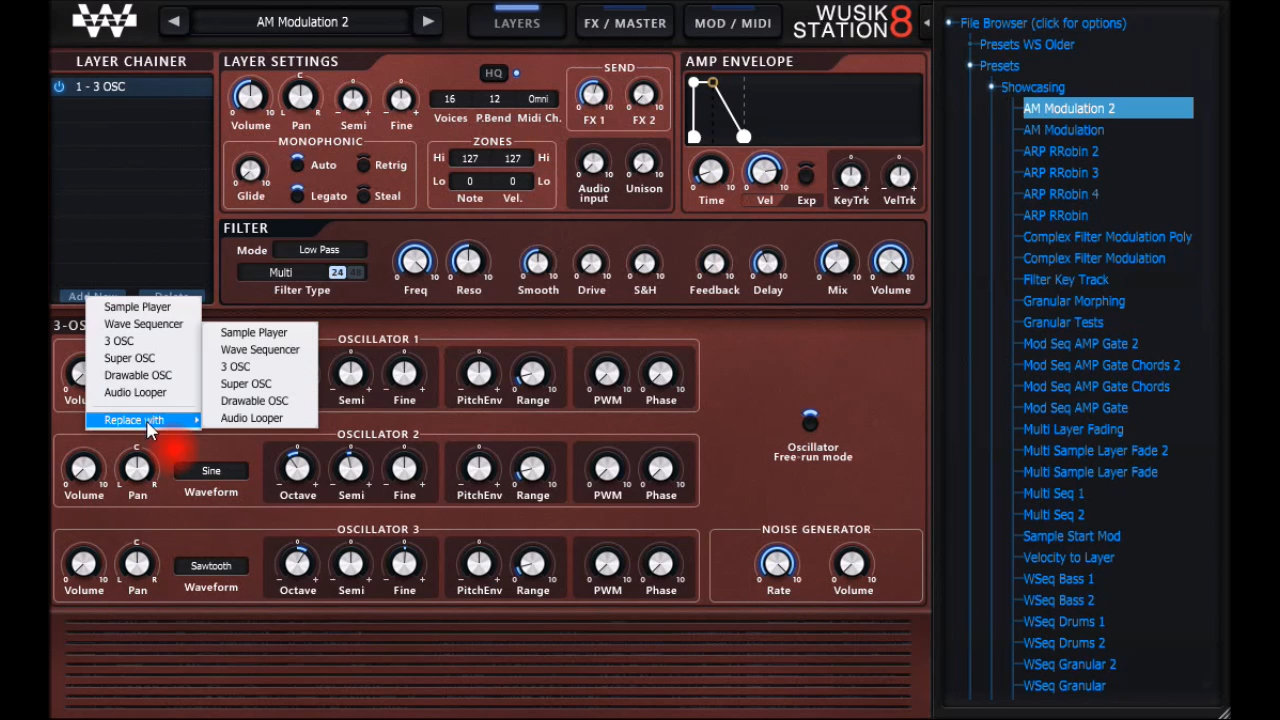 AM Modulation 2
LAYERS
FX / MASTER
MOD / MIDI
WUSIK
STATION 8
LAYER CHAINER
1 - 3 OSC
LAYER SETTINGS
HQ
SEND
Volume
Pan
Semi
Fine
16 12 Omni
Voices P.Bend Midi Ch.
FX 1 FX 2
MONOPHONIC
Auto Retrig
Glide Legato Steal
ZONES
Hi 127 127 Hi
Lo 0 0 Lo
Note Vel.
Audio input
Unison
AMP ENVELOPE
Time Vel Exp KeyTrk VelTrk
FILTER
Mode Low Pass
Multi 24 48
Filter Type
Freq Reso Smooth Drive S&H Feedback Delay Mix Volume
Sample Player
Wave Sequencer
3 OSC
Super OSC
Drawable OSC
Audio Looper
Replace with
Sample Player
Wave Sequencer
3 OSC
Super OSC
Drawable OSC
Audio Looper
OSCILLATOR 1
Semi Fine PitchEnv Range PWM Phase
OSCILLATOR 2
Sine
Volume Pan Waveform Octave Semi Fine PitchEnv Range PWM Phase
OSCILLATOR 3
Sawtooth
Volume Pan Waveform Octave Semi Fine PitchEnv Range PWM Phase
Oscillator
Free-run mode
NOISE GENERATOR
Rate Volume
File Browser (click for options)
Presets WS Older
Presets
Showcasing
AM Modulation 2
AM Modulation
ARP RRobin 2
ARP RRobin 3
ARP RRobin 4
ARP RRobin
Complex Filter Modulation Poly
Complex Filter Modulation
Filter Key Track
Granular Morphing
Granular Tests
Mod Seq AMP Gate 2
Mod Seq AMP Gate Chords 2
Mod Seq AMP Gate Chords
Mod Seq AMP Gate
Multi Layer Fading
Multi Sample Layer Fade 2
Multi Sample Layer Fade
Multi Seq 1
Multi Seq 2
Sample Start Mod
Velocity to Layer
WSeq Bass 1
WSeq Bass 2
WSeq Drums 1
WSeq Drums 2
WSeq Granular 2
WSeq Granular